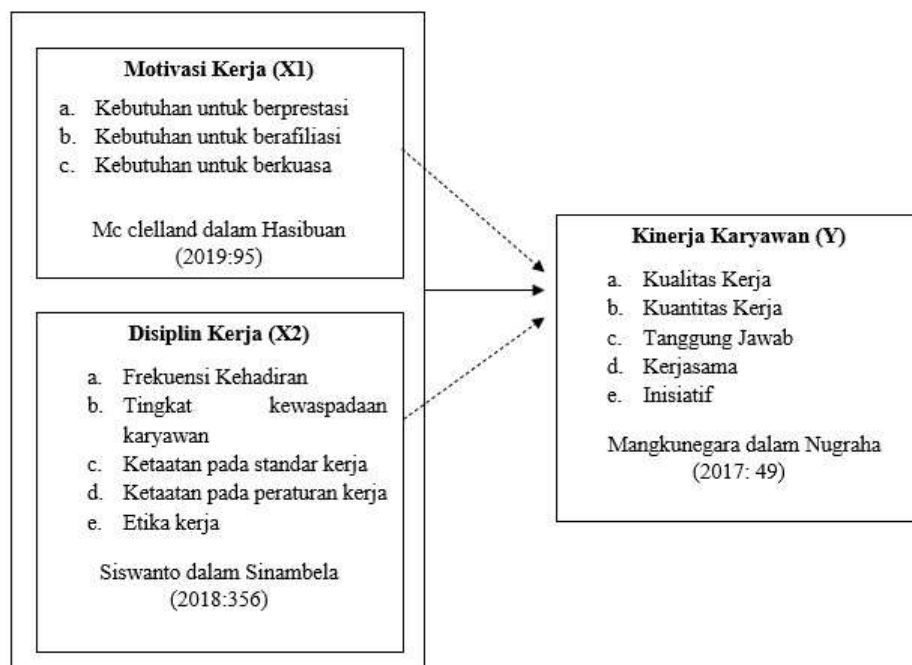 Motivasi Kerja (X1)
a. Kebutuhan untuk berprestasi
b. Kebutuhan untuk berafiliasi
c. Kebutuhan untuk berkuasa
Mc clelland dalam Hasibuan
(2019:95)
Disiplin Kerja (X2)
a. Frekuensi Kehadiran
b. Tingkat kewaspadaan
karyawan
c. Ketaatan pada standar kerja
d. Ketaatan pada peraturan kerja
e. Etika kerja
Siswanto dalam Sinambela
(2018:356)
Kinerja Karyawan (Y)
a. Kualitas Kerja
b. Kuantitas Kerja
c. Tanggung Jawab
d. Kerjasama
e. Inisiatif
Mangkunegara dalam Nugraha
(2017: 49)